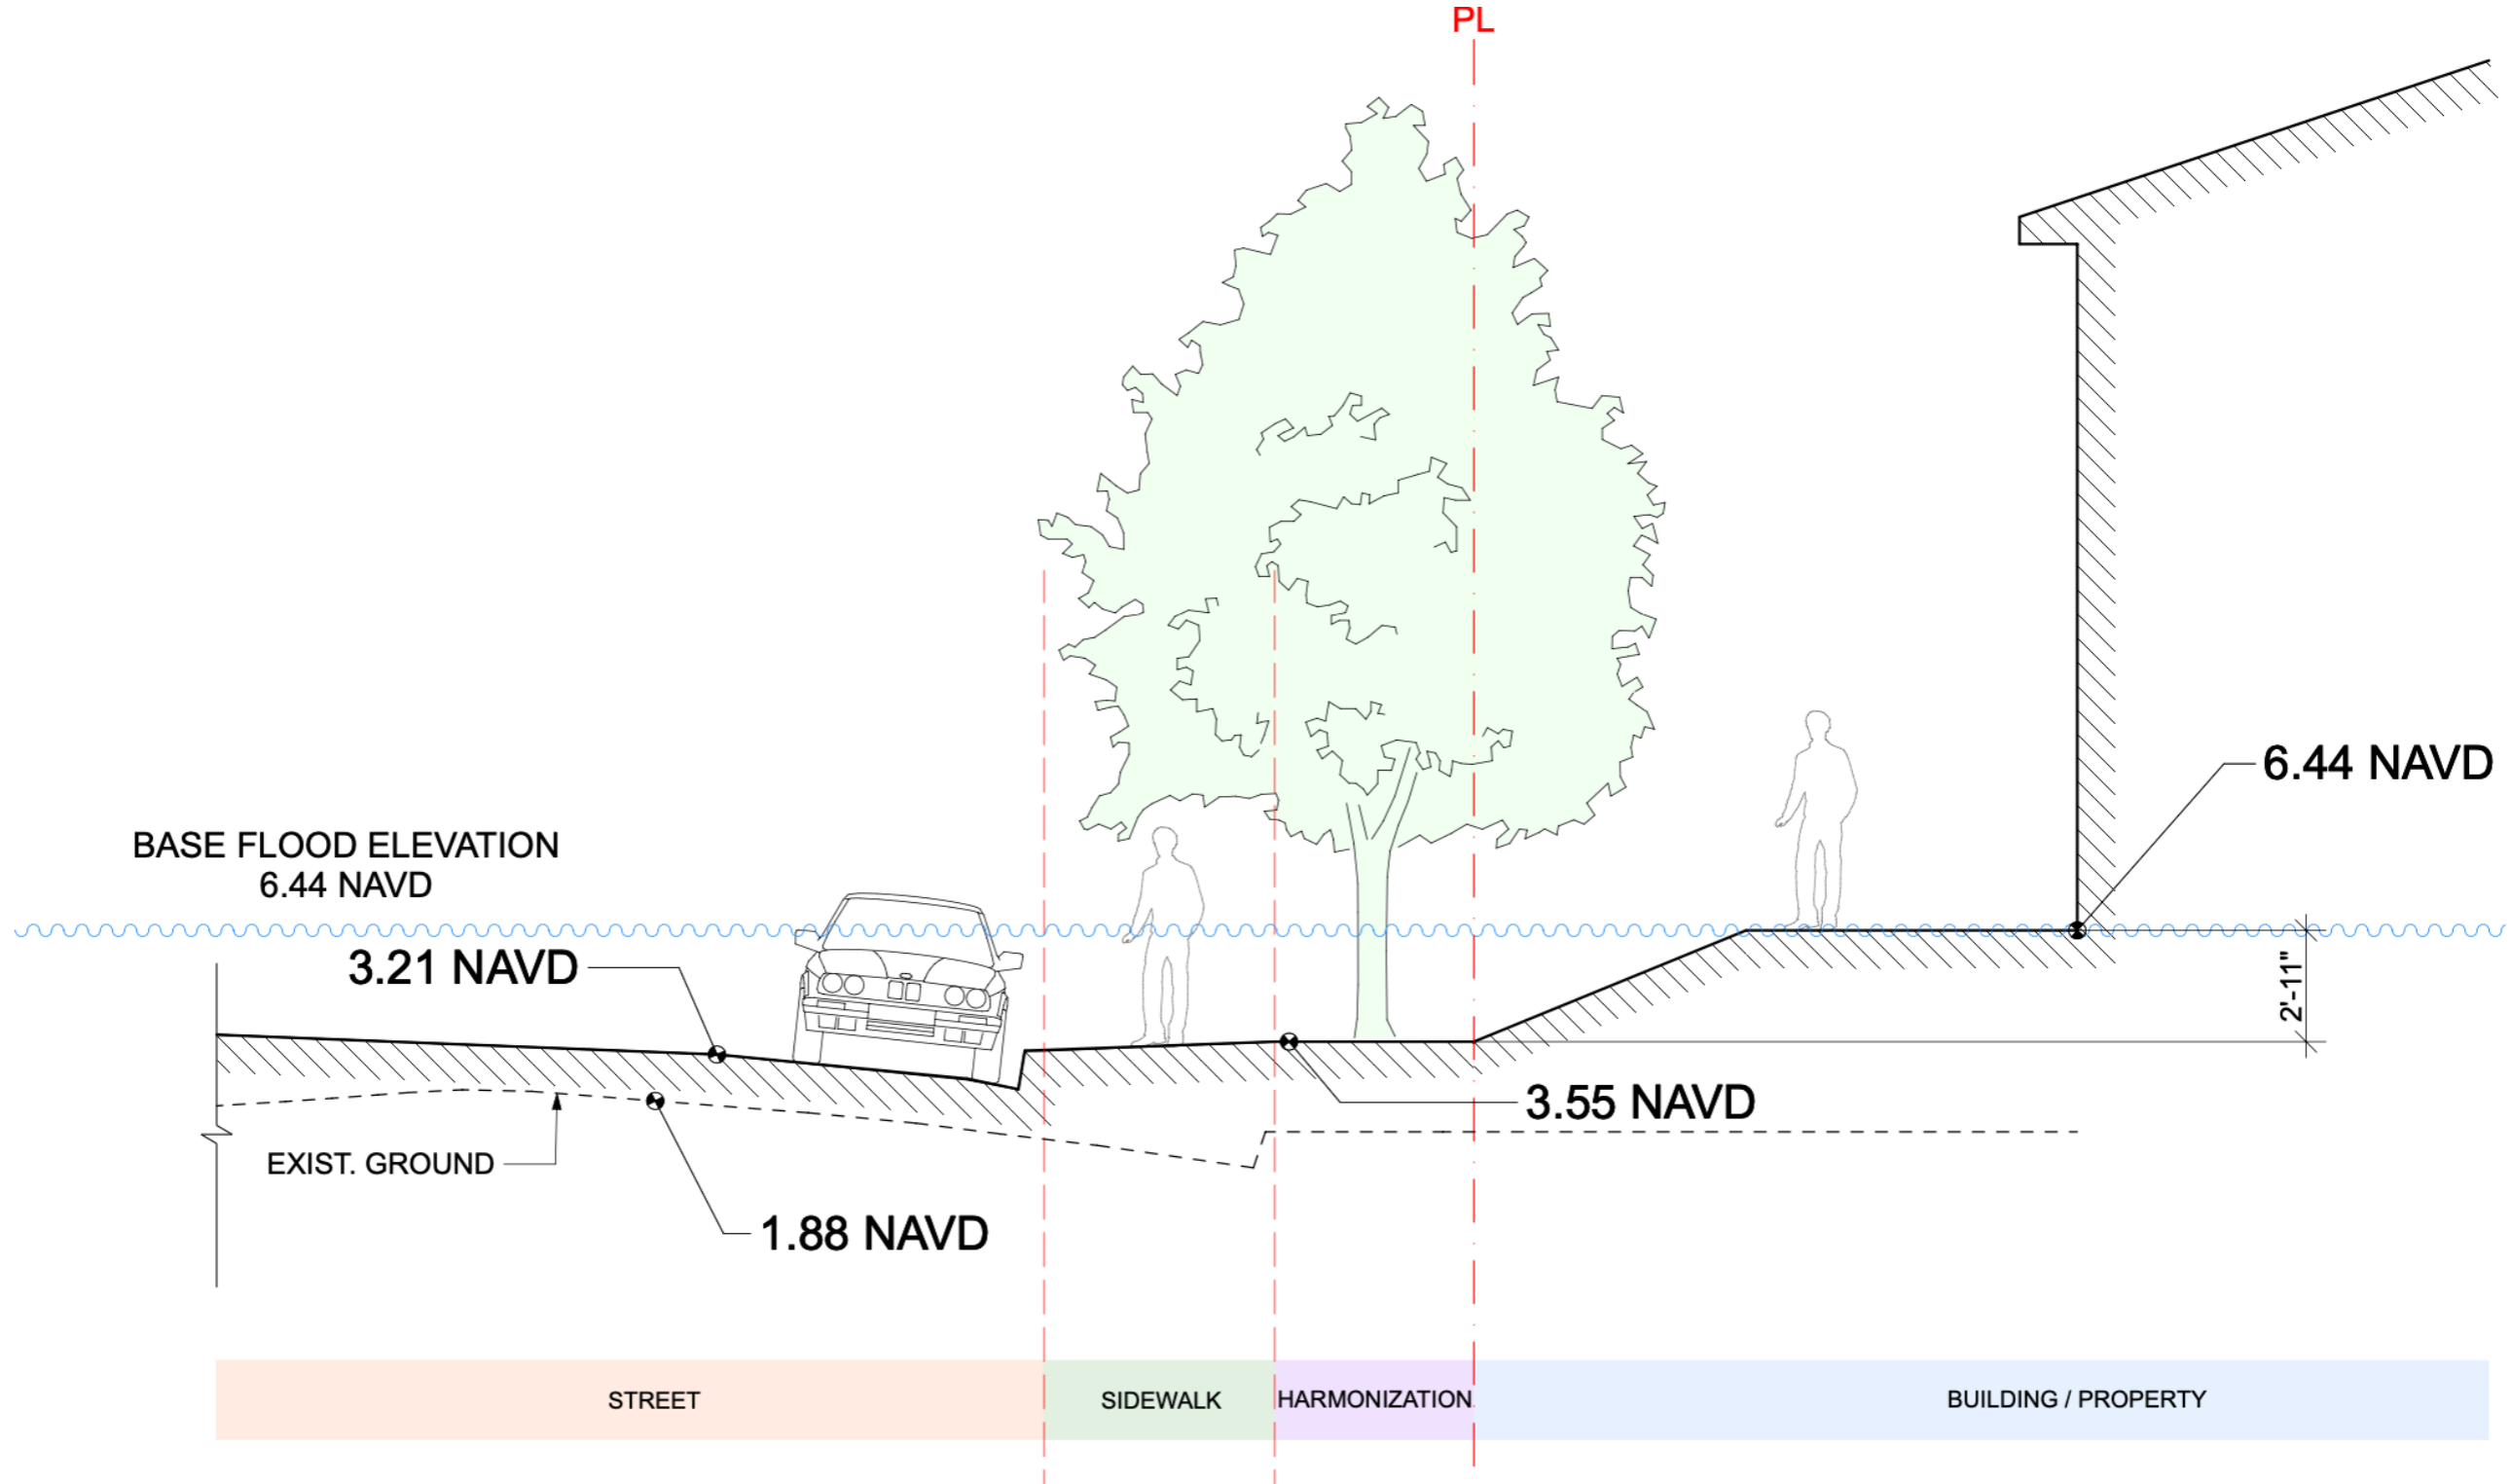 PL
6.44 NAVD
BASE FLOOD ELEVATION
6.44 NAVD
3.21 NAVD
2'-11"
3.55 NAVD
EXIST. GROUND
1.88 NAVD
STREET
SIDEWALK
HARMONIZATION
BUILDING / PROPERTY